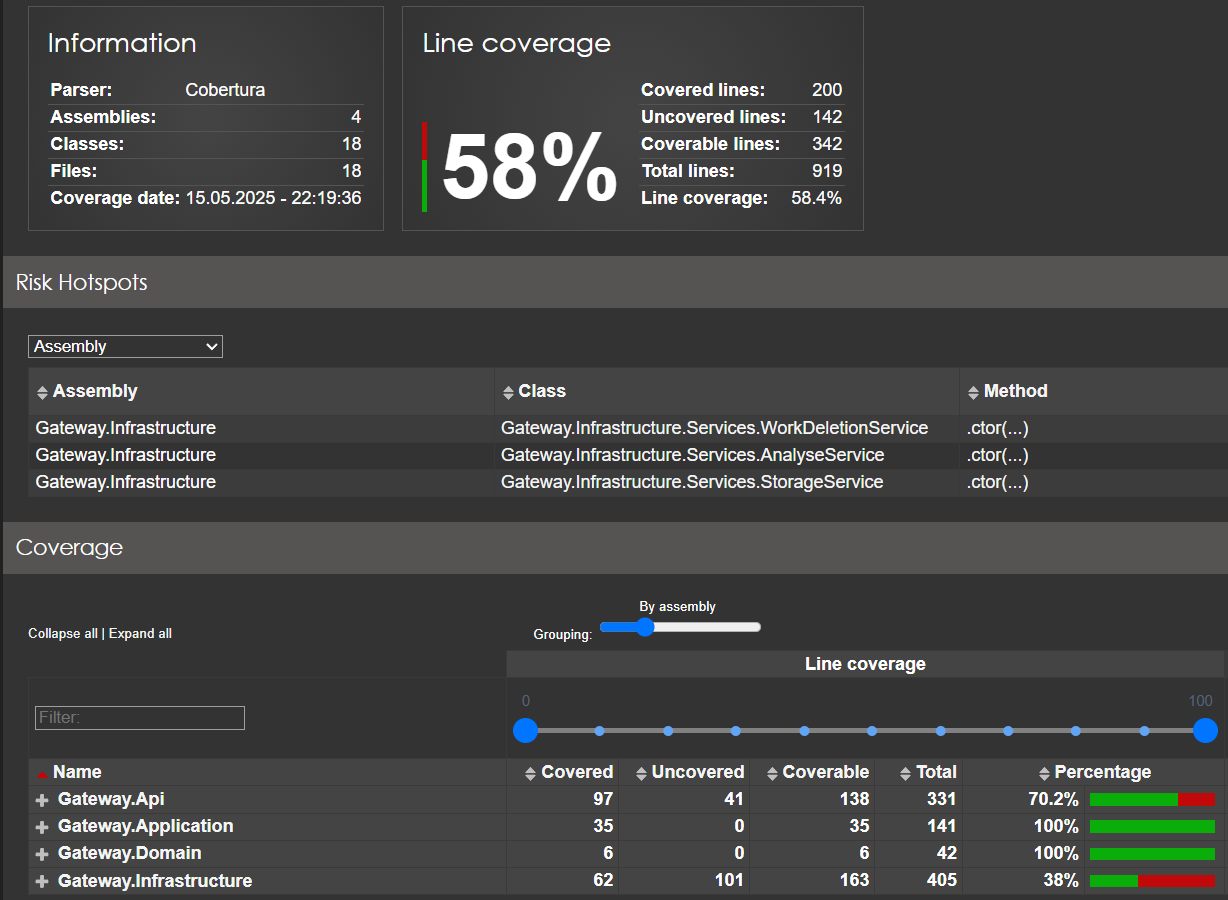 Information
Parser: Cobertura
Assemblies: 4
Classes: 18
Files: 18
Coverage date: 15.05.2025 - 22:19:36
Line coverage
58%
Covered lines: 200
Uncovered lines: 142
Coverable lines: 342
Total lines: 919
Line coverage: 58.4%
Risk Hotspots
Assembly
Assembly Class Method
Gateway.Infrastructure Gateway.Infrastructure.Services.WorkDeletionService .ctor(...)
Gateway.Infrastructure Gateway.Infrastructure.Services.AnalyseService .ctor(...)
Gateway.Infrastructure Gateway.Infrastructure.Services.StorageService .ctor(...)
Coverage
Collapse all | Expand all
By assembly
Grouping:
Line coverage
0 100
Filter:
Name Covered Uncovered Coverable Total Percentage
Gateway.Api 97 41 138 331 70.2%
Gateway.Application 35 0 35 141 100%
Gateway.Domain 6 0 6 42 100%
Gateway.Infrastructure 62 101 163 405 38%